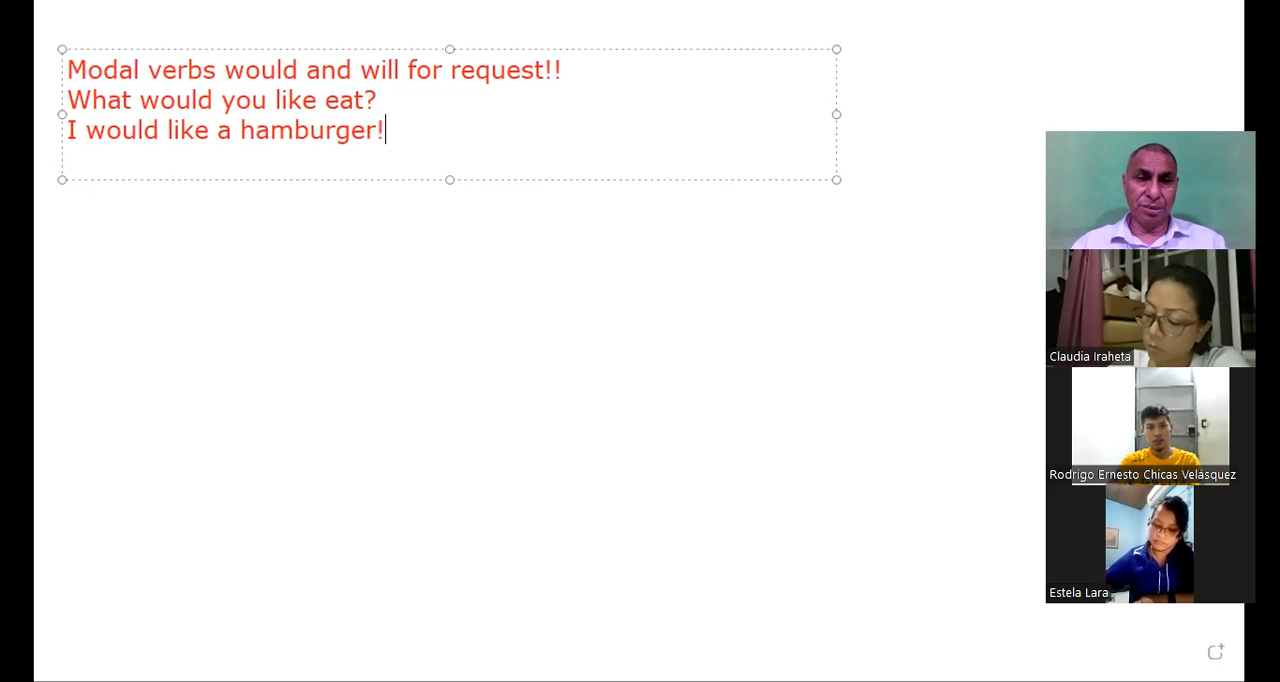 Modal verbs would and will for request!!
What would you like eat?
I would like a hamburger!
Claudia Iraheta
Rodrigo Ernesto Chicas Velásquez
Estela Lara